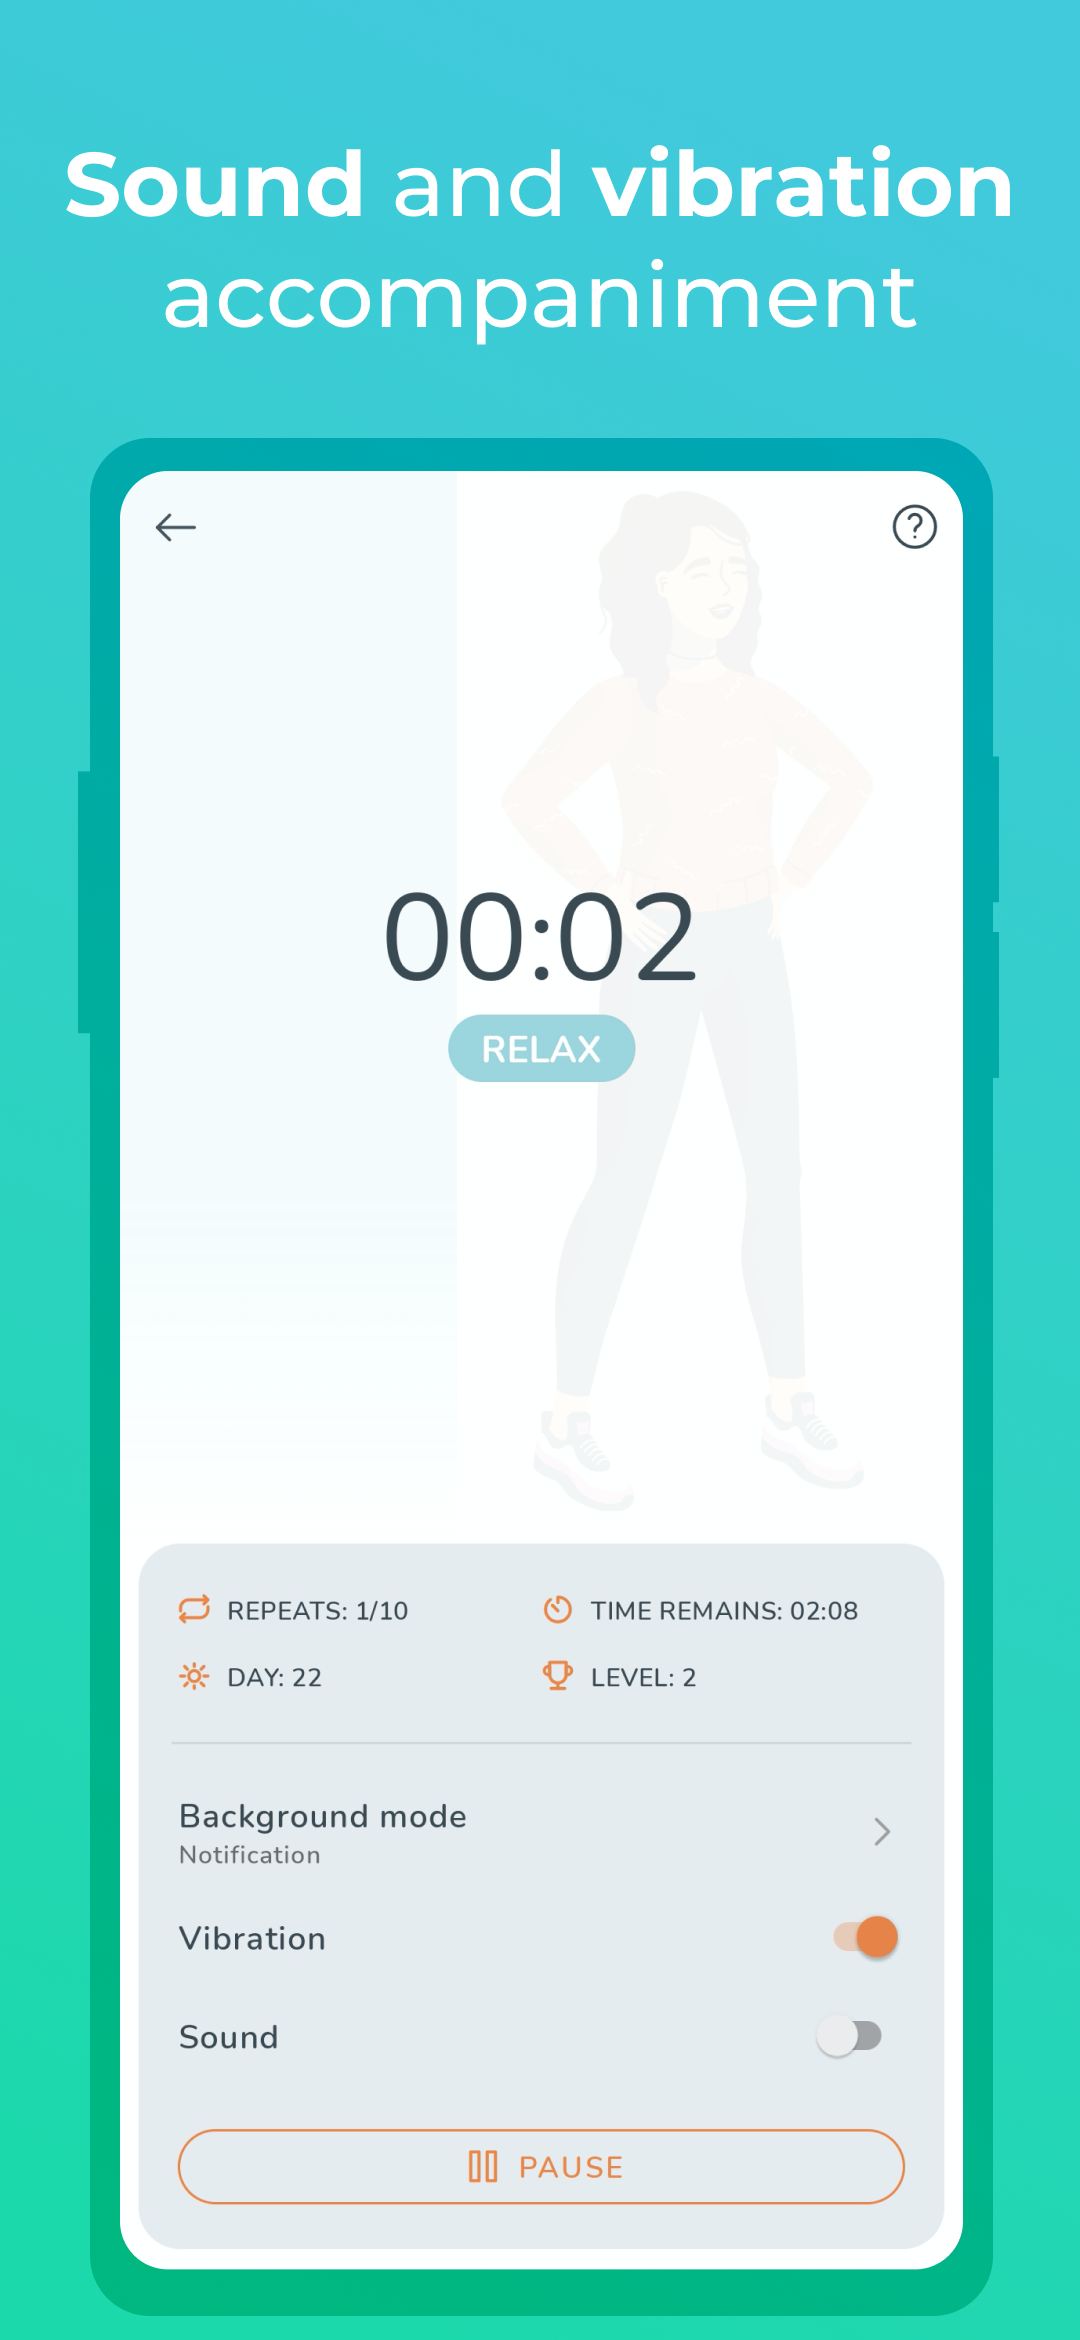 Sound and vibration
accompaniment
00:02
RELAX
REPEATS: 1/10
TIME REMAINS: 02:08
DAY: 22
LEVEL: 2
Background mode
Notification
Vibration
Sound
PAUSE